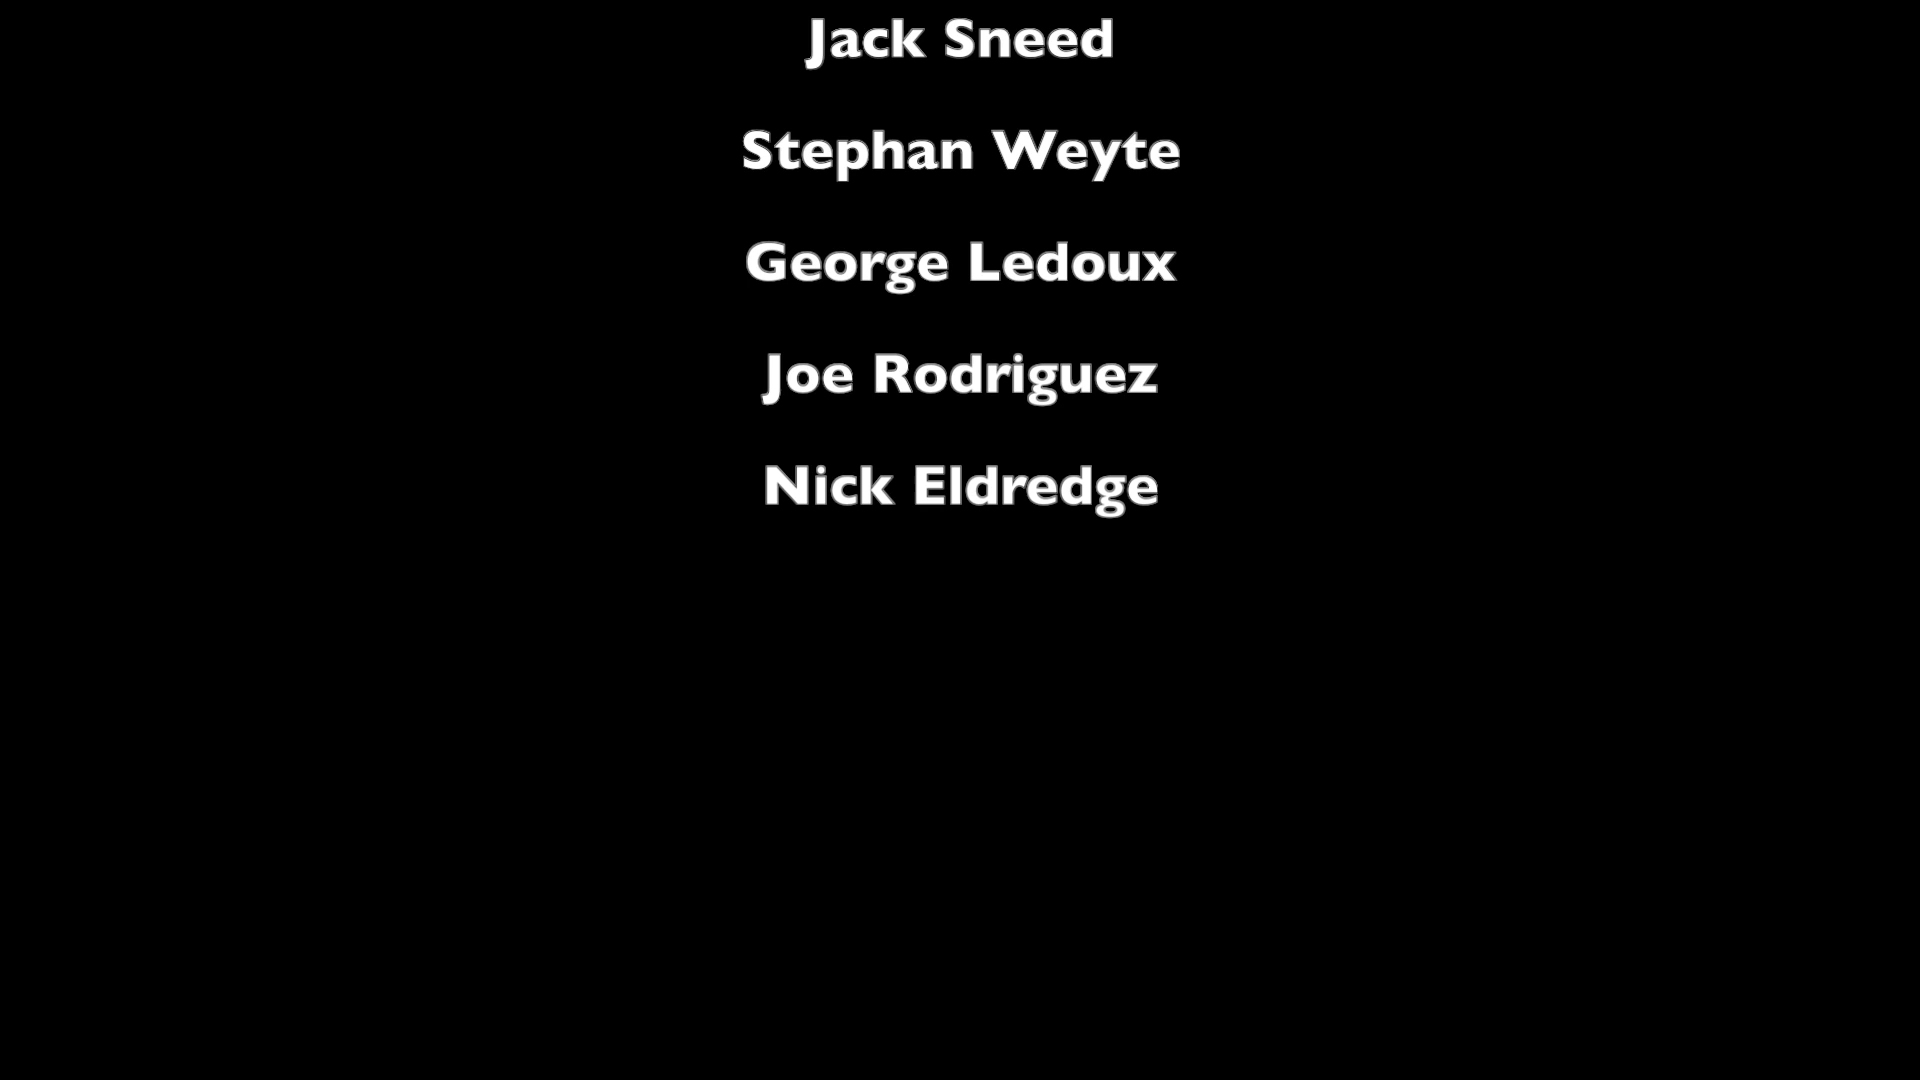 Jack Sneed
Stephan Weyte
George Ledoux
Joe Rodriguez
Nick Eldredge